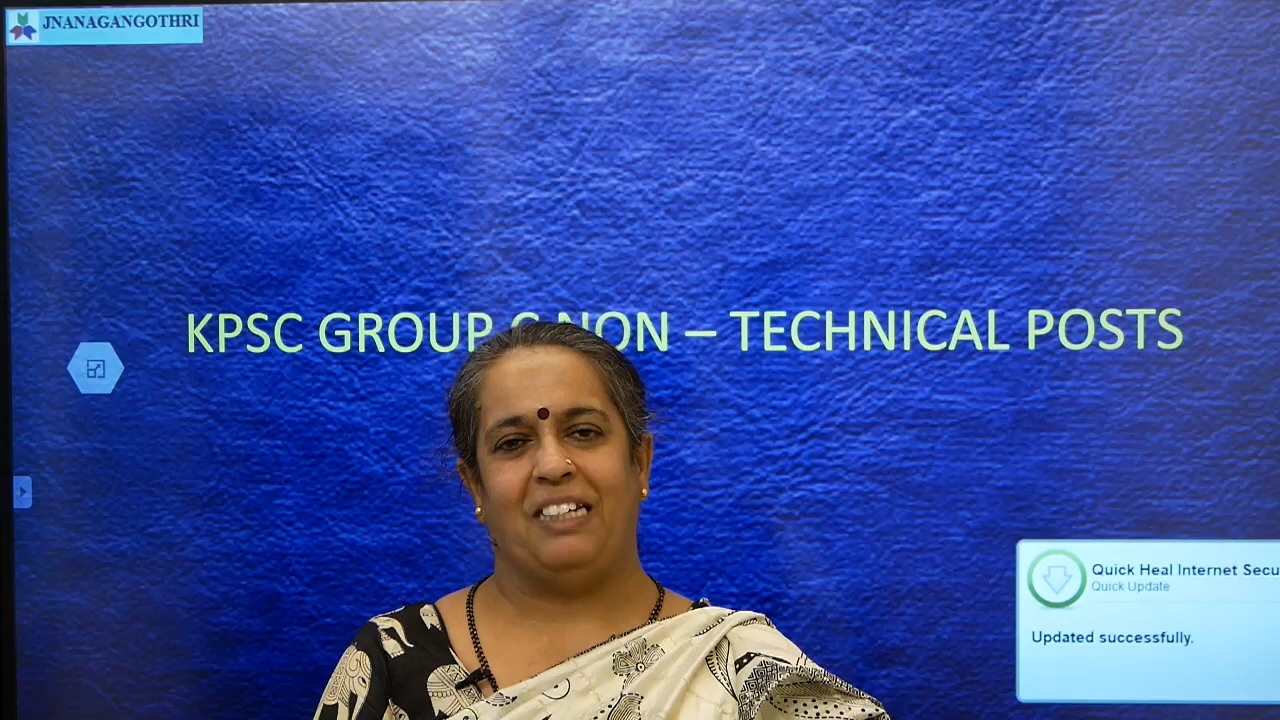 JNANAGANGOTHRI
KPSC GROUP C NON – TECHNICAL POSTS
Quick Heal Internet Secu
Quick Update
Updated successfully.